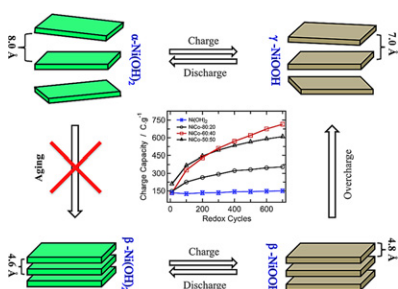 8.0 Å
α-Ni(OH)₂
Charge
Discharge
γ-NiOOH
7.0 Å
Aging
Charge Capacity / C.g⁻¹
750
600
450
300
150
Ni(OH)₂
NiCo-80:20
NiCo-60:40
NiCo-50:50
0
200
400
600
Redox Cycles
Overcharge
4.6 Å
β-Ni(OH)₂
Charge
Discharge
β-NiOOH
4.8 Å